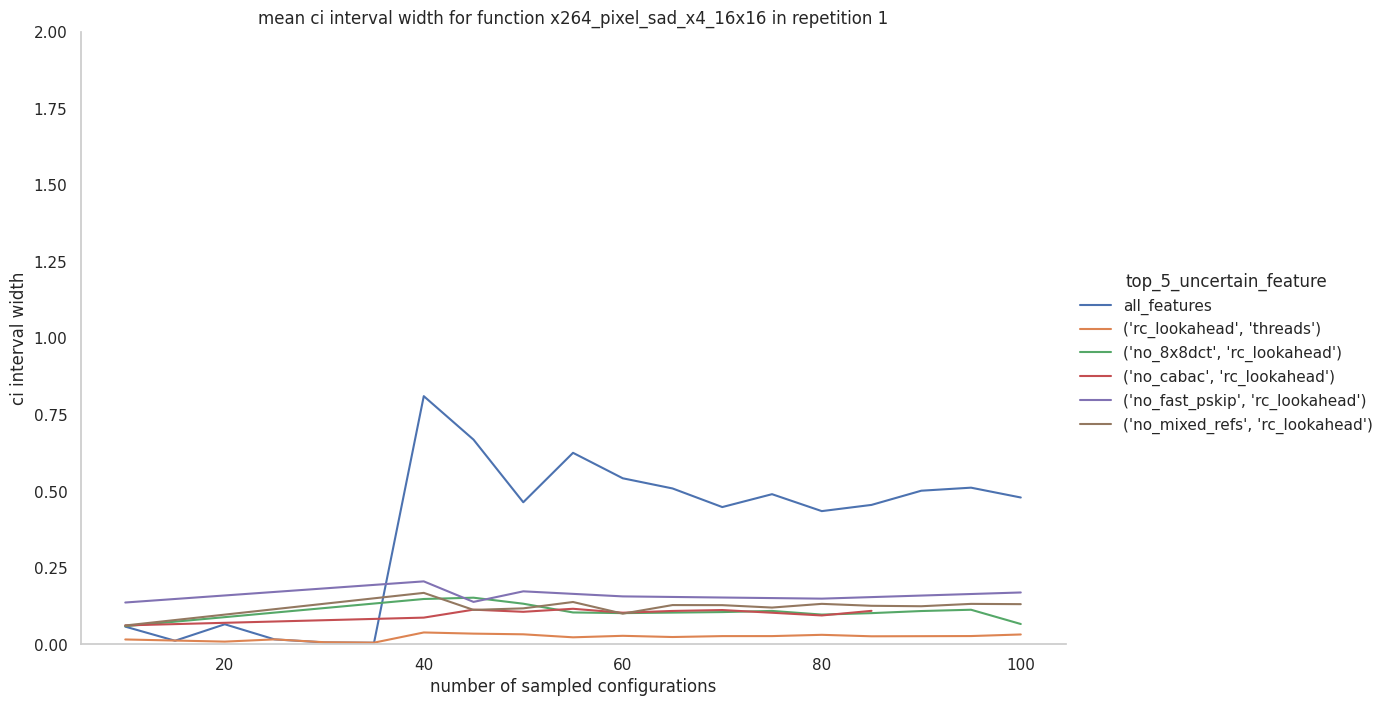 mean ci interval width for function x264_pixel_sad_x4_16x16 in repetition 1
2.00
1.75
1.50
1.25
1.00
0.75
0.50
0.25
0.00
ci interval width
20
40
60
80
100
number of sampled configurations
top_5_uncertain_feature
all_features
('rc_lookahead', 'threads')
('no_8x8dct', 'rc_lookahead')
('no_cabac', 'rc_lookahead')
('no_fast_pskip', 'rc_lookahead')
('no_mixed_refs', 'rc_lookahead')